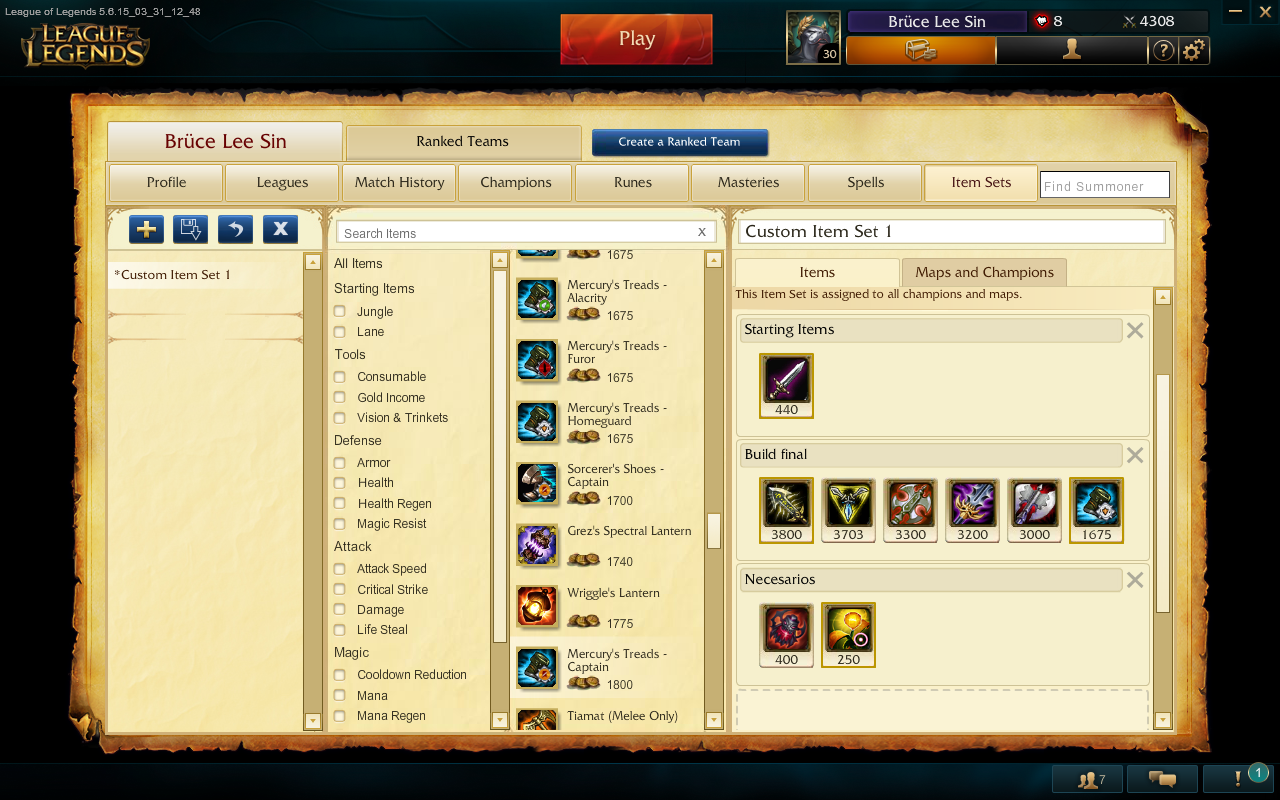 League of Legends 5.6.15_03_31_12_48
LEAGUE of LEGENDS
Play
30
Brüce Lee Sin
8
4308
?
Brüce Lee Sin
Ranked Teams
Create a Ranked Team
Profile
Leagues
Match History
Champions
Runes
Masteries
Spells
Item Sets
Find Summoner
X
Search Items
x
Custom Item Set 1
*Custom Item Set 1
All Items
Starting Items
Jungle
Lane
Tools
Consumable
Gold Income
Vision & Trinkets
Defense
Armor
Health
Health Regen
Magic Resist
Attack
Attack Speed
Critical Strike
Damage
Life Steal
Magic
Cooldown Reduction
Mana
Mana Regen
1675
Mercury's Treads -
Alacrity
1675
Mercury's Treads -
Furor
1675
Mercury's Treads -
Homeguard
1675
Sorcerer's Shoes -
Captain
1700
Grez's Spectral Lantern
1740
Wriggle's Lantern
1775
Mercury's Treads -
Captain
1800
Tiamat (Melee Only)
Items
Maps and Champions
This Item Set is assigned to all champions and maps.
Starting Items
440
Build final
3800
3703
3300
3200
3000
1675
Necesarios
400
250
7
!
1